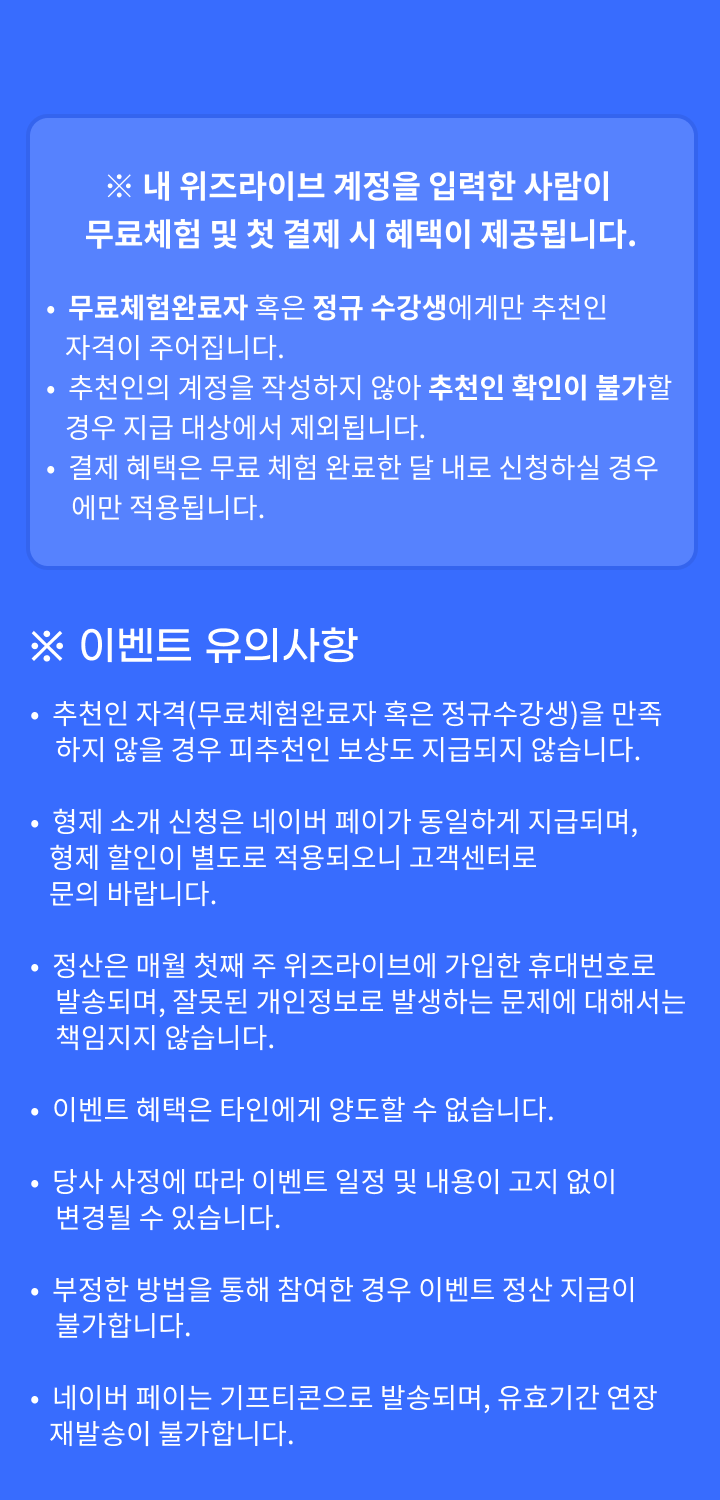 ※ 내 위즈라이브 계정을 입력한 사람이
무료체험 및 첫 결제 시 혜택이 제공됩니다.
• 무료체험완료자 혹은 정규 수강생에게만 추천인
자격이 주어집니다.
• 추천인의 계정을 작성하지 않아 추천인 확인이 불가할
경우 지급 대상에서 제외됩니다.
• 결제 혜택은 무료 체험 완료한 달 내로 신청하실 경우
에만 적용됩니다.
※ 이벤트 유의사항
• 추천인 자격(무료체험완료자 혹은 정규수강생)을 만족
하지 않을 경우 피추천인 보상도 지급되지 않습니다.
• 형제 소개 신청은 네이버 페이가 동일하게 지급되며,
형제 할인이 별도로 적용되오니 고객센터로
문의 바랍니다.
• 정산은 매월 첫째 주 위즈라이브에 가입한 휴대번호로
발송되며, 잘못된 개인정보로 발생하는 문제에 대해서는
책임지지 않습니다.
• 이벤트 혜택은 타인에게 양도할 수 없습니다.
• 당사 사정에 따라 이벤트 일정 및 내용이 고지 없이
변경될 수 있습니다.
• 부정한 방법을 통해 참여한 경우 이벤트 정산 지급이
불가합니다.
• 네이버 페이는 기프티콘으로 발송되며, 유효기간 연장
재발송이 불가합니다.